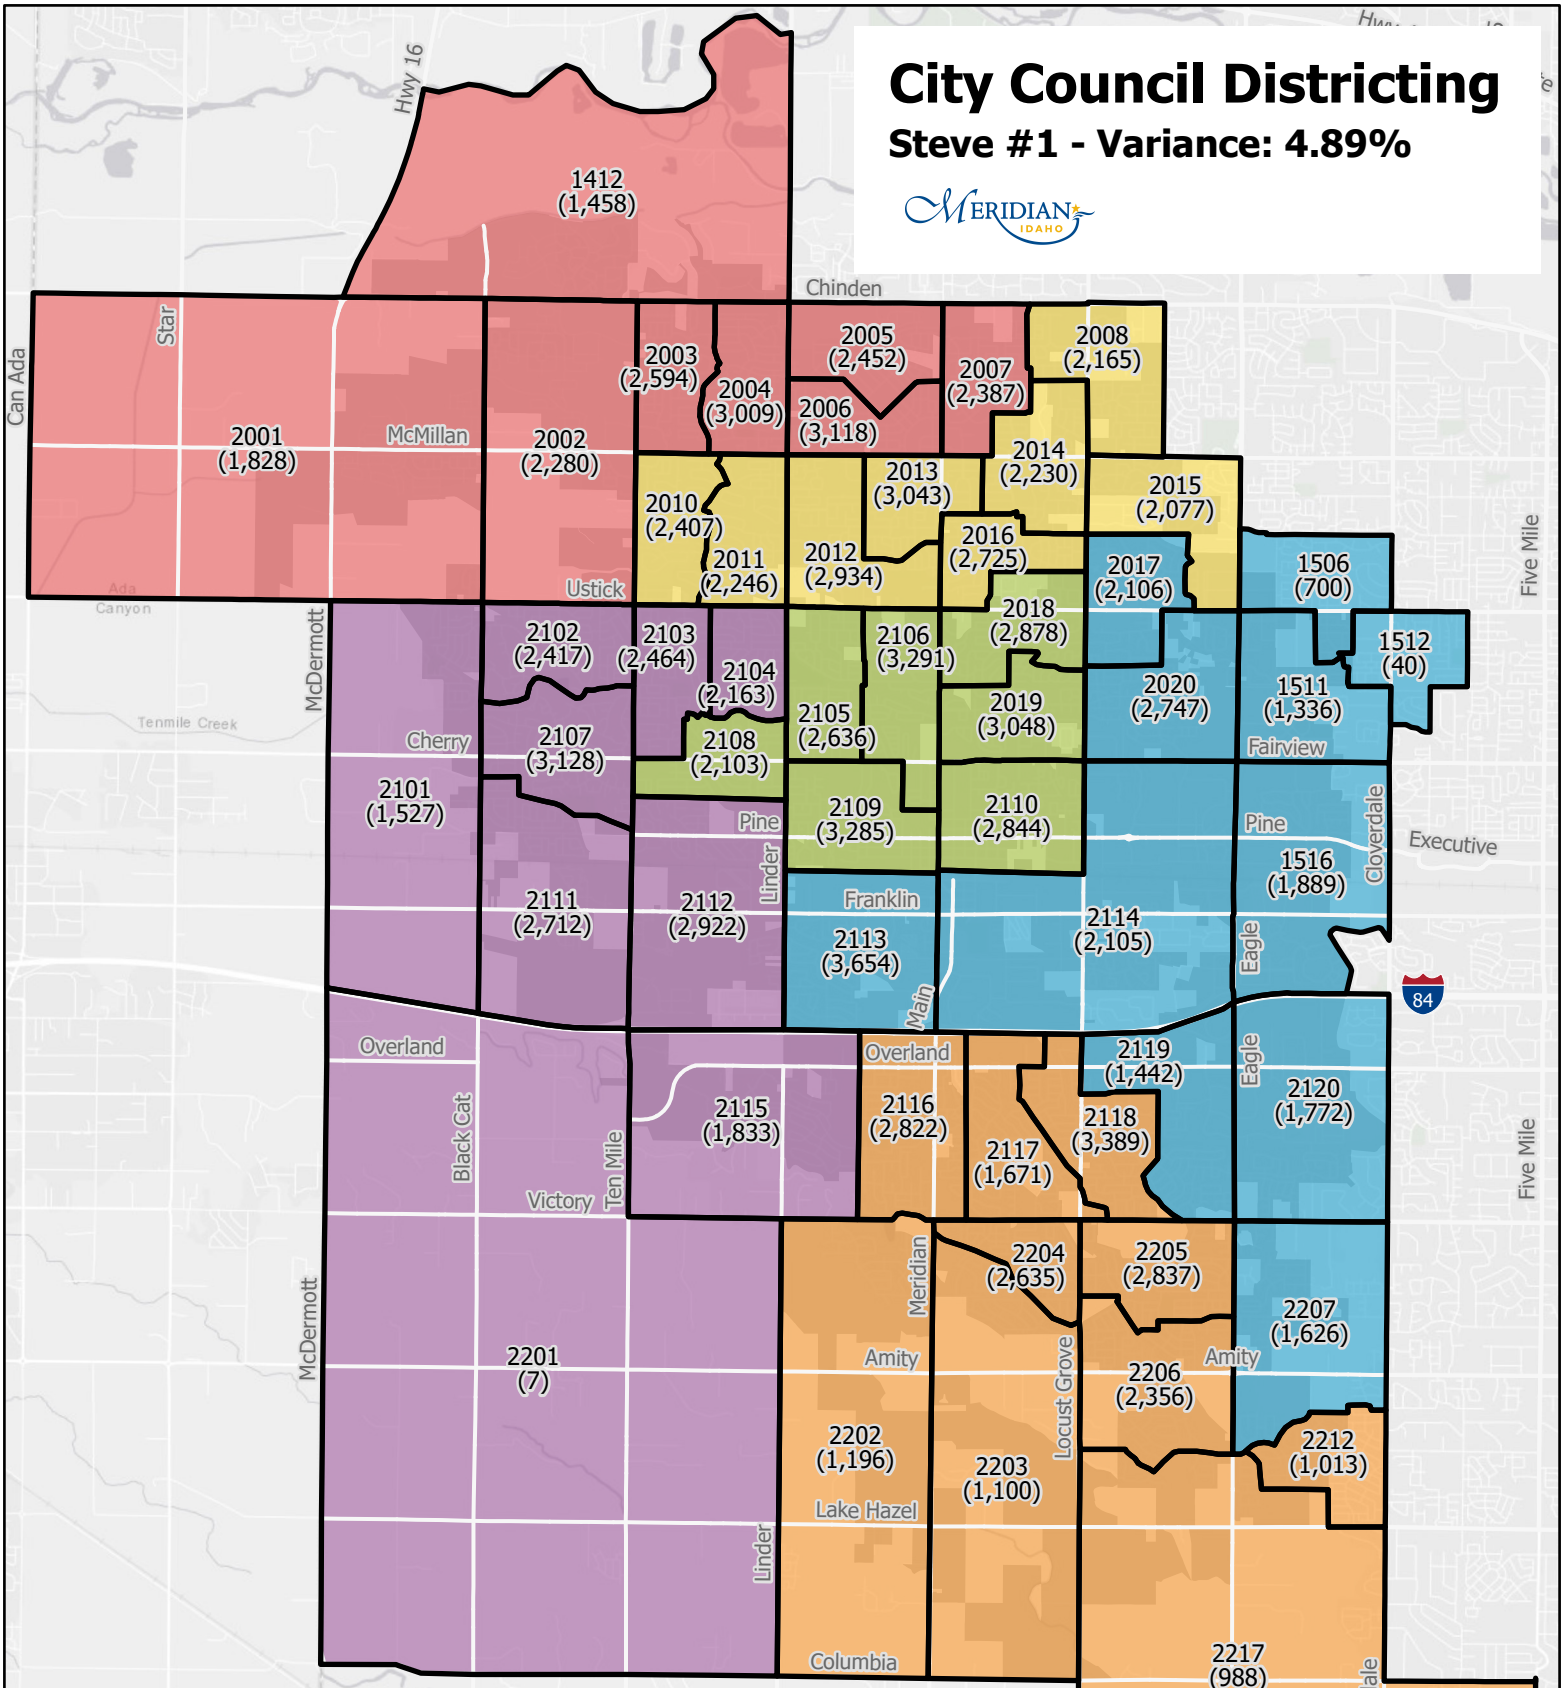 City Council Districting
Steve #1 - Variance: 4.89%
MERIDIAN
IDAHO
Hwy 16
1412
(1,458)
Chinden
Star
Can Ada
2001
(1,828)
McMillan
2002
(2,280)
2003
(2,594)
2004
(3,009)
2005
(2,452)
2006
(3,118)
2007
(2,387)
2008
(2,165)
2010
(2,407)
2011
(2,246)
2012
(2,934)
2013
(3,043)
2014
(2,230)
2015
(2,077)
2016
(2,725)
2017
(2,106)
1506
(700)
Five Mile
Ada
Canyon
Ustick
McDermott
2102
(2,417)
2103
(2,464)
2104
(2,163)
2105
(2,636)
2106
(3,291)
2018
(2,878)
2019
(3,048)
2020
(2,747)
1511
(1,336)
1512
(40)
Fairview
Tenmile Creek
Cherry
2107
(3,128)
2108
(2,103)
2101
(1,527)
Pine
2109
(3,285)
2110
(2,844)
Pine
Executive
Cloverdale
1516
(1,889)
Linder
2111
(2,712)
2112
(2,922)
Franklin
2113
(3,654)
2114
(2,105)
Eagle
Main
84
Overland
Overland
2119
(1,442)
Eagle
2120
(1,772)
Black Cat
Ten Mile
2115
(1,833)
2116
(2,822)
2117
(1,671)
2118
(3,389)
Five Mile
Victory
Meridian
2204
(2,635)
2205
(2,837)
2207
(1,626)
McDermott
2201
(7)
Amity
Amity
Locust Grove
2206
(2,356)
2202
(1,196)
2203
(1,100)
2212
(1,013)
Lake Hazel
Linder
Columbia
2217
(988)